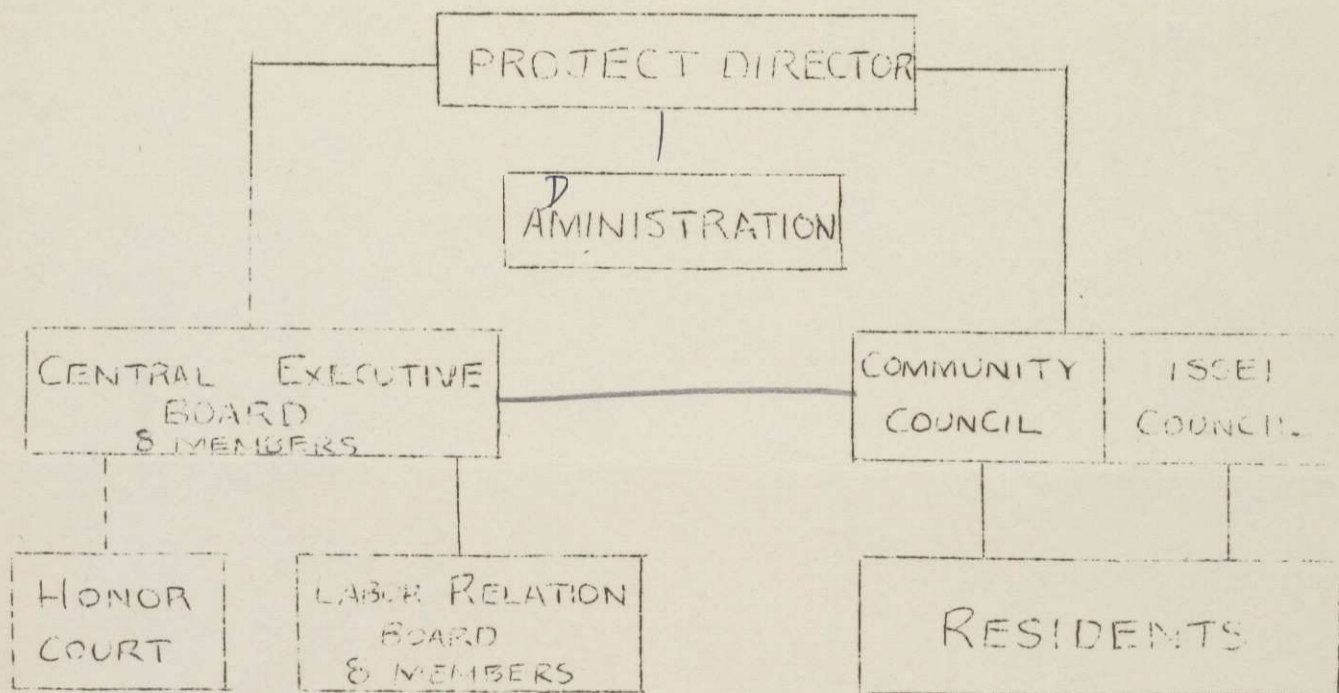 PROJECT DIRECTOR
ADMINISTRATION
CENTRAL EXECUTIVE
BOARD
8 MEMBERS
COMMUNITY
COUNCIL
ISSEI
COUNCIL
HONOR
COURT
LABOR RELATION
BOARD
8 MEMBERS
RESIDENTS